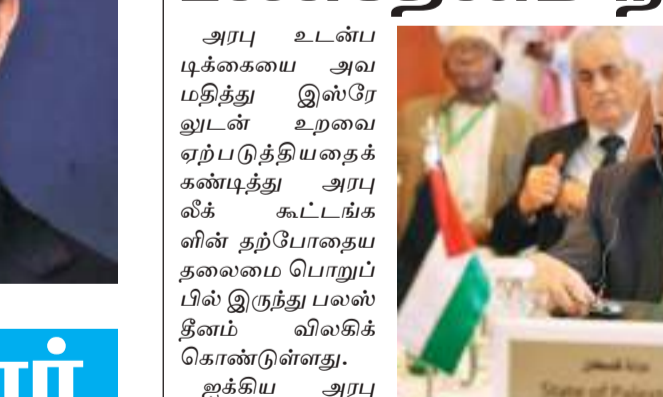 அரபு உடன்ப
டிக்கையை அவ
மதித்து இஸ்ரே
லுடன் உறவை
ஏற்படுத்தியதைக்
கண்டித்து அரபு
லீக் கூட்டங்க
ளின் தற்போதைய
தலைமை பொறுப்
பில் இருந்து பலஸ்
தீனம் விலகிக்
கொண்டுள்ளது.
ஐக்கிய அரபு
State of Palest